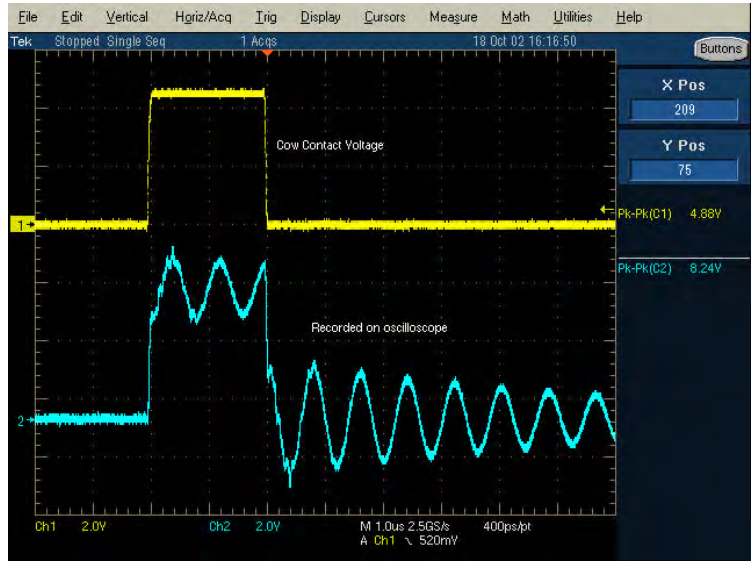 File Edit Vertical Horiz/Acq Trig Display Cursors Measure Math Utilities Help
Tek Stopped Single Seq 1 Acqs 18 Oct 02 16:16:50
Buttons
X Pos
209
Y Pos
75
Cow Contact Voltage
1
Pk-Pk(C1) 4.88V
Pk-Pk(C2) 8.24V
Recorded on oscilloscope
2
Ch1 2.0V Ch2 2.0V M 1.0us 2.5GS/s 400ps/pt
A Ch1 \ 520mV